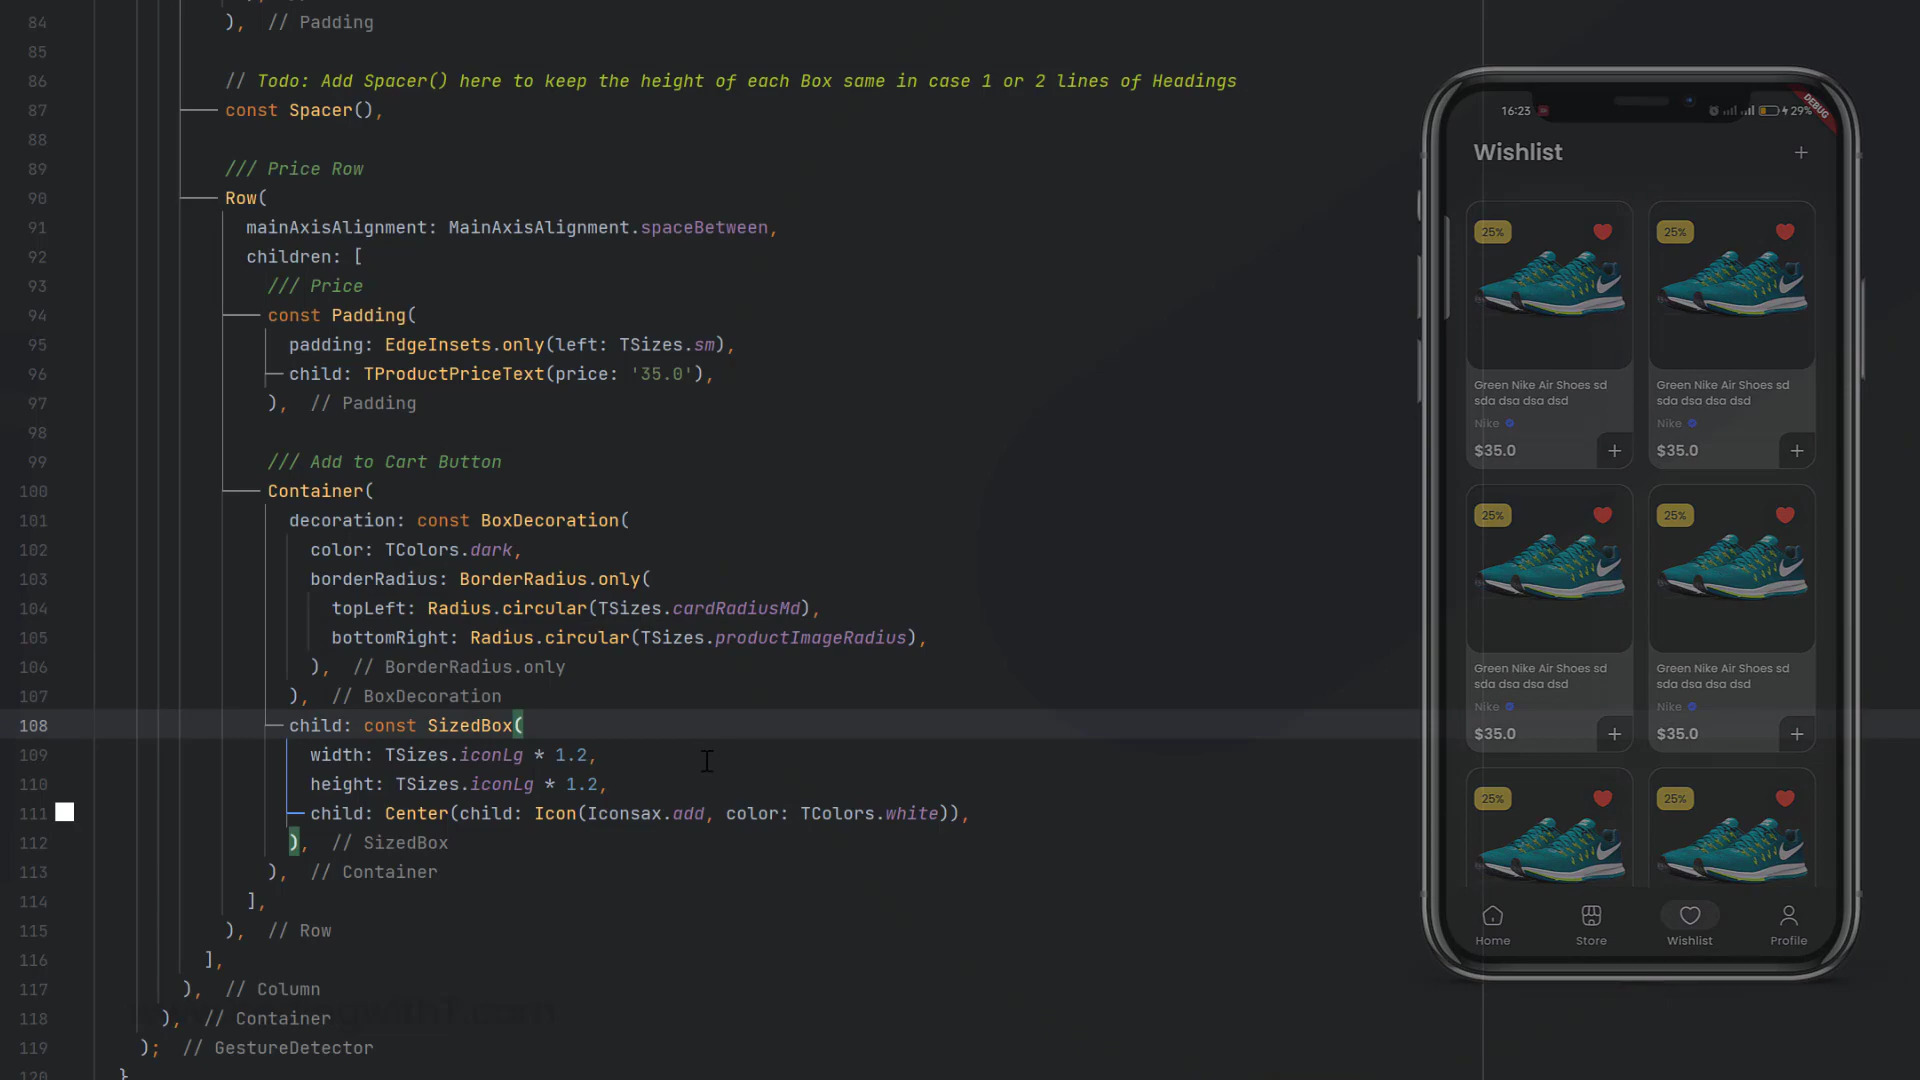 84 ), // Padding
85
86 // Todo: Add Spacer() here to keep the height of each Box same in case 1 or 2 lines of Headings
87 const Spacer(),
88
89 /// Price Row
90 Row(
91 mainAxisAlignment: MainAxisAlignment.spaceBetween,
92 children: [
93 /// Price
94 const Padding(
95 padding: EdgeInsets.only(left: TSizes.sm),
96 child: TProductPriceText(price: '35.0'),
97 ), // Padding
98
99 /// Add to Cart Button
100 Container(
101 decoration: const BoxDecoration(
102 color: TColors.dark,
103 borderRadius: BorderRadius.only(
104 topLeft: Radius.circular(TSizes.cardRadiusMd),
105 bottomRight: Radius.circular(TSizes.productImageRadius),
106 ), // BorderRadius.only
107 ), // BoxDecoration
108 child: const SizedBox(
109 width: TSizes.iconLg * 1.2,
110 height: TSizes.iconLg * 1.2,
111 child: Center(child: Icon(Iconsax.add, color: TColors.white)),
112 ), // SizedBox
113 ), // Container
114 ],
115 ), // Row
116 ],
117 ), // Column
118 ), // Container
119 ); // GestureDetector
120 }
16:23
29%
DEBUG
Wishlist +
25% 25%
Green Nike Air Shoes sd Green Nike Air Shoes sd
sda dsa dsa dsd sda dsa dsa dsd
Nike Nike
$35.0 + $35.0 +
25% 25%
Green Nike Air Shoes sd Green Nike Air Shoes sd
sda dsa dsa dsd sda dsa dsa dsd
Nike Nike
$35.0 + $35.0 +
25% 25%
Home Store Wishlist Profile